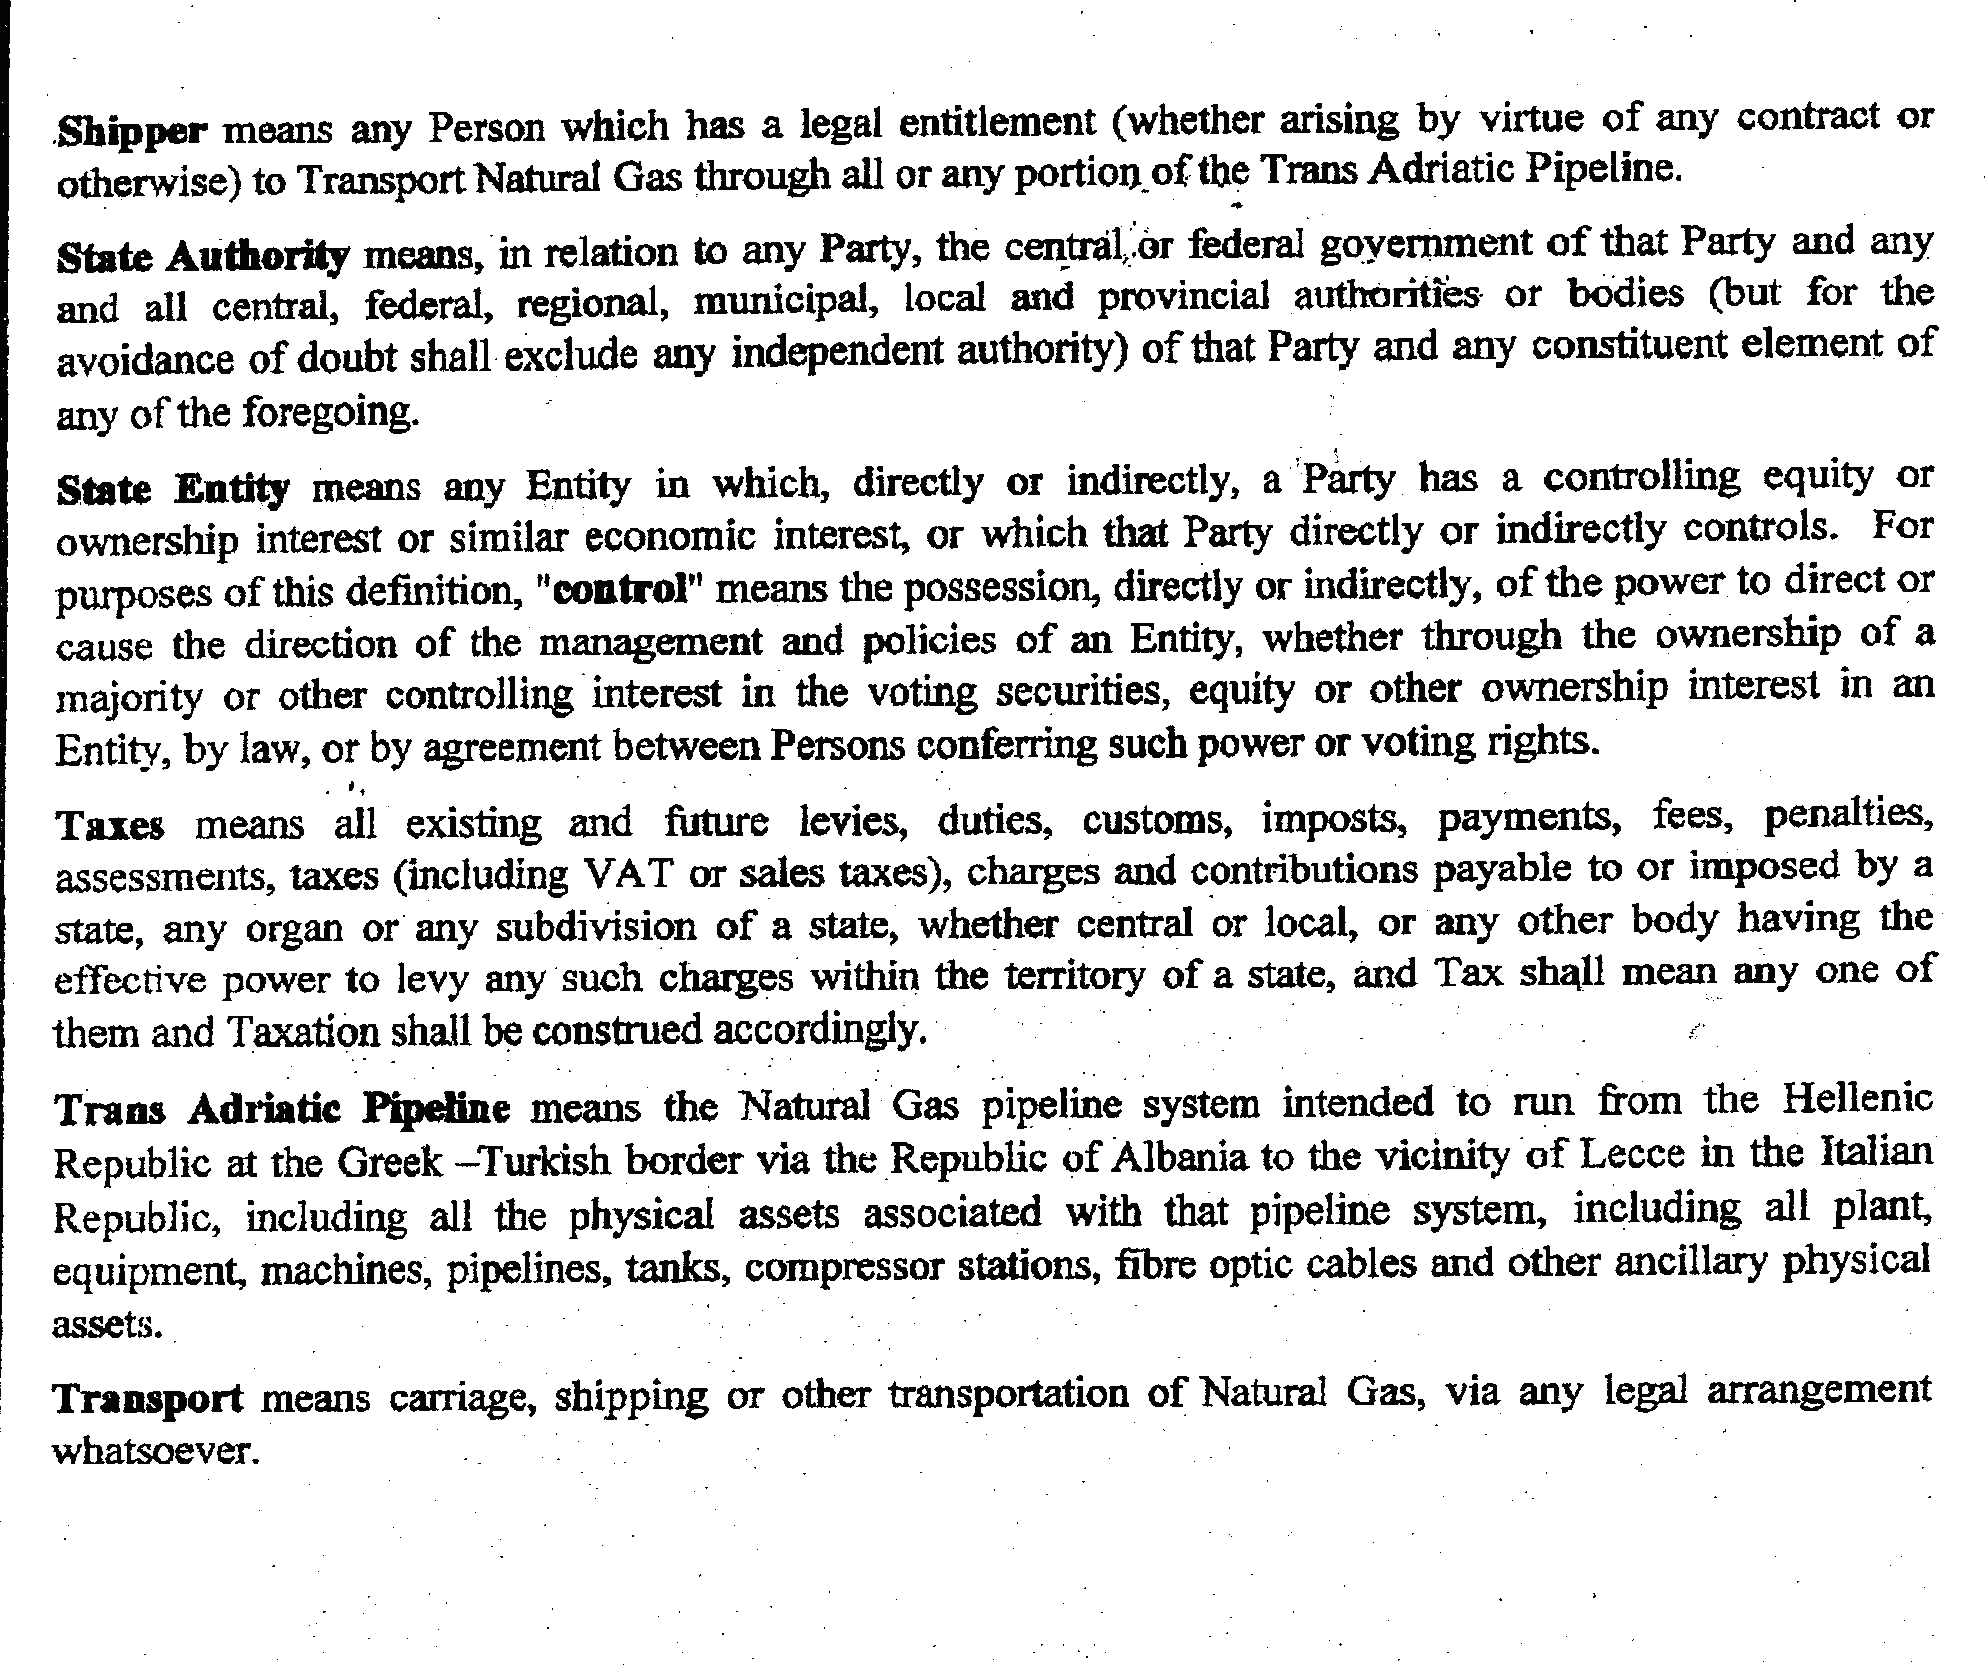 Shipper means any Person which has a legal entitlement (whether arising by virtue of any contract or
otherwise) to Transport Natural Gas through all or any portion of the Trans Adriatic Pipeline.
State Authority means, in relation to any Party, the central, or federal government of that Party and any
and all central, federal, regional, municipal, local and provincial authorities or bodies (but for the
avoidance of doubt shall exclude any independent authority) of that Party and any constituent element of
any of the foregoing.
State Entity means any Entity in which, directly or indirectly, a Party has a controlling equity or
ownership interest or similar economic interest, or which that Party directly or indirectly controls. For
purposes of this definition, "control" means the possession, directly or indirectly, of the power to direct or
cause the direction of the management and policies of an Entity, whether through the ownership of a
majority or other controlling interest in the voting securities, equity or other ownership interest in an
Entity, by law, or by agreement between Persons conferring such power or voting rights.
Taxes means all existing and future levies, duties, customs, imposts, payments, fees, penalties,
assessments, taxes (including VAT or sales taxes), charges and contributions payable to or imposed by a
state, any organ or any subdivision of a state, whether central or local, or any other body having the
effective power to levy any such charges within the territory of a state, and Tax shall mean any one of
them and Taxation shall be construed accordingly.
Trans Adriatic Pipeline means the Natural Gas pipeline system intended to run from the Hellenic
Republic at the Greek –Turkish border via the Republic of Albania to the vicinity of Lecce in the Italian
Republic, including all the physical assets associated with that pipeline system, including all plant,
equipment, machines, pipelines, tanks, compressor stations, fibre optic cables and other ancillary physical
assets.
Transport means carriage, shipping or other transportation of Natural Gas, via any legal arrangement
whatsoever.